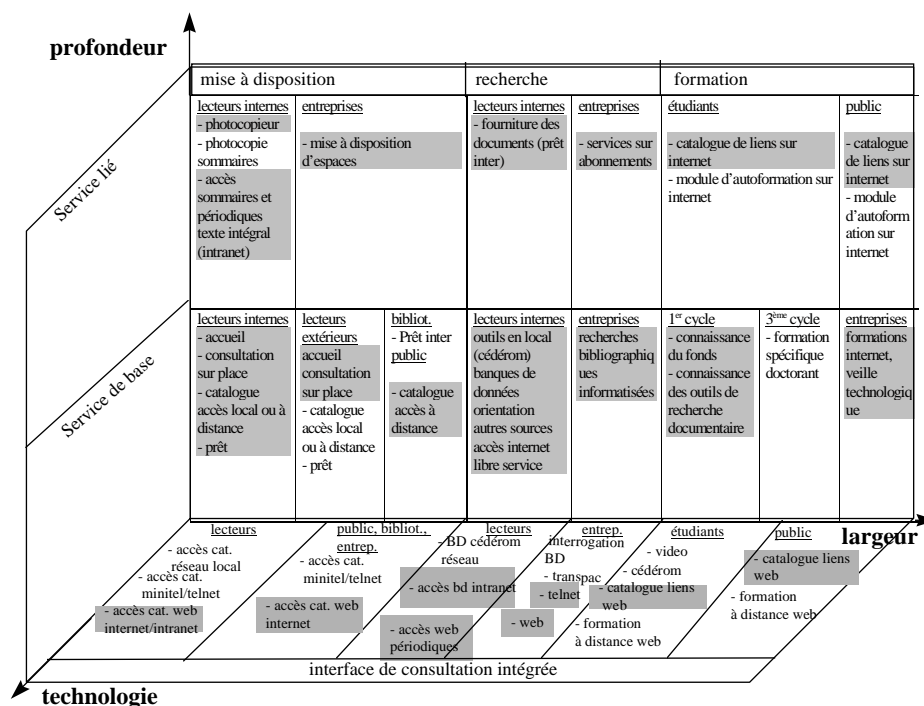 profondeur
mise à disposition
recherche
formation
Service lié
lecteurs internes
- photocopieur
- photocopie
sommaires
- accès
sommaires et
périodiques
texte intégral
(intranet)
entreprises
- mise à disposition
d'espaces
lecteurs internes
- fourniture des
documents (prêt
inter)
entreprises
- services sur
abonnements
étudiants
- catalogue de liens sur
internet
- module d'autoformation sur
internet
public
- catalogue
de liens sur
internet
- module
d'autoform
ation sur
internet
Service de base
lecteurs internes
- accueil
- consultation
sur place
- catalogue
accès local ou à
distance
- prêt
lecteurs
extérieurs
accueil
consultation
sur place
- catalogue
accès local
ou à distance
- prêt
bibliot.
- Prêt inter
public
- catalogue
accès à
distance
lecteurs internes
outils en local
(cédérom)
banques de
données
orientation
autres sources
accès internet
libre service
entreprises
recherches
bibliographiq
ues
informatisées
1er cycle
- connaissance
du fonds
- connaissance
des outils de
recherche
documentaire
3ème cycle
- formation
spécifique
doctorant
entreprises
formations
internet,
veille
technologiq
ue
largeur
lecteurs
- accès cat.
réseau local
- accès cat.
minitel/telnet
- accès cat. web
internet/intranet
public, bibliot.,
entrep.
- accès cat.
minitel/telnet
- accès cat. web
internet
lecteurs
- BD cédérom
réseau
- accès bd intranet
- accès web
périodiques
entrep.
interrogation
BD
- transpac
- telnet
- web
étudiants
- video
- cédérom
- catalogue liens
web
- formation
à distance web
public
- catalogue liens
web
- formation
à distance web
interface de consultation intégrée
technologie